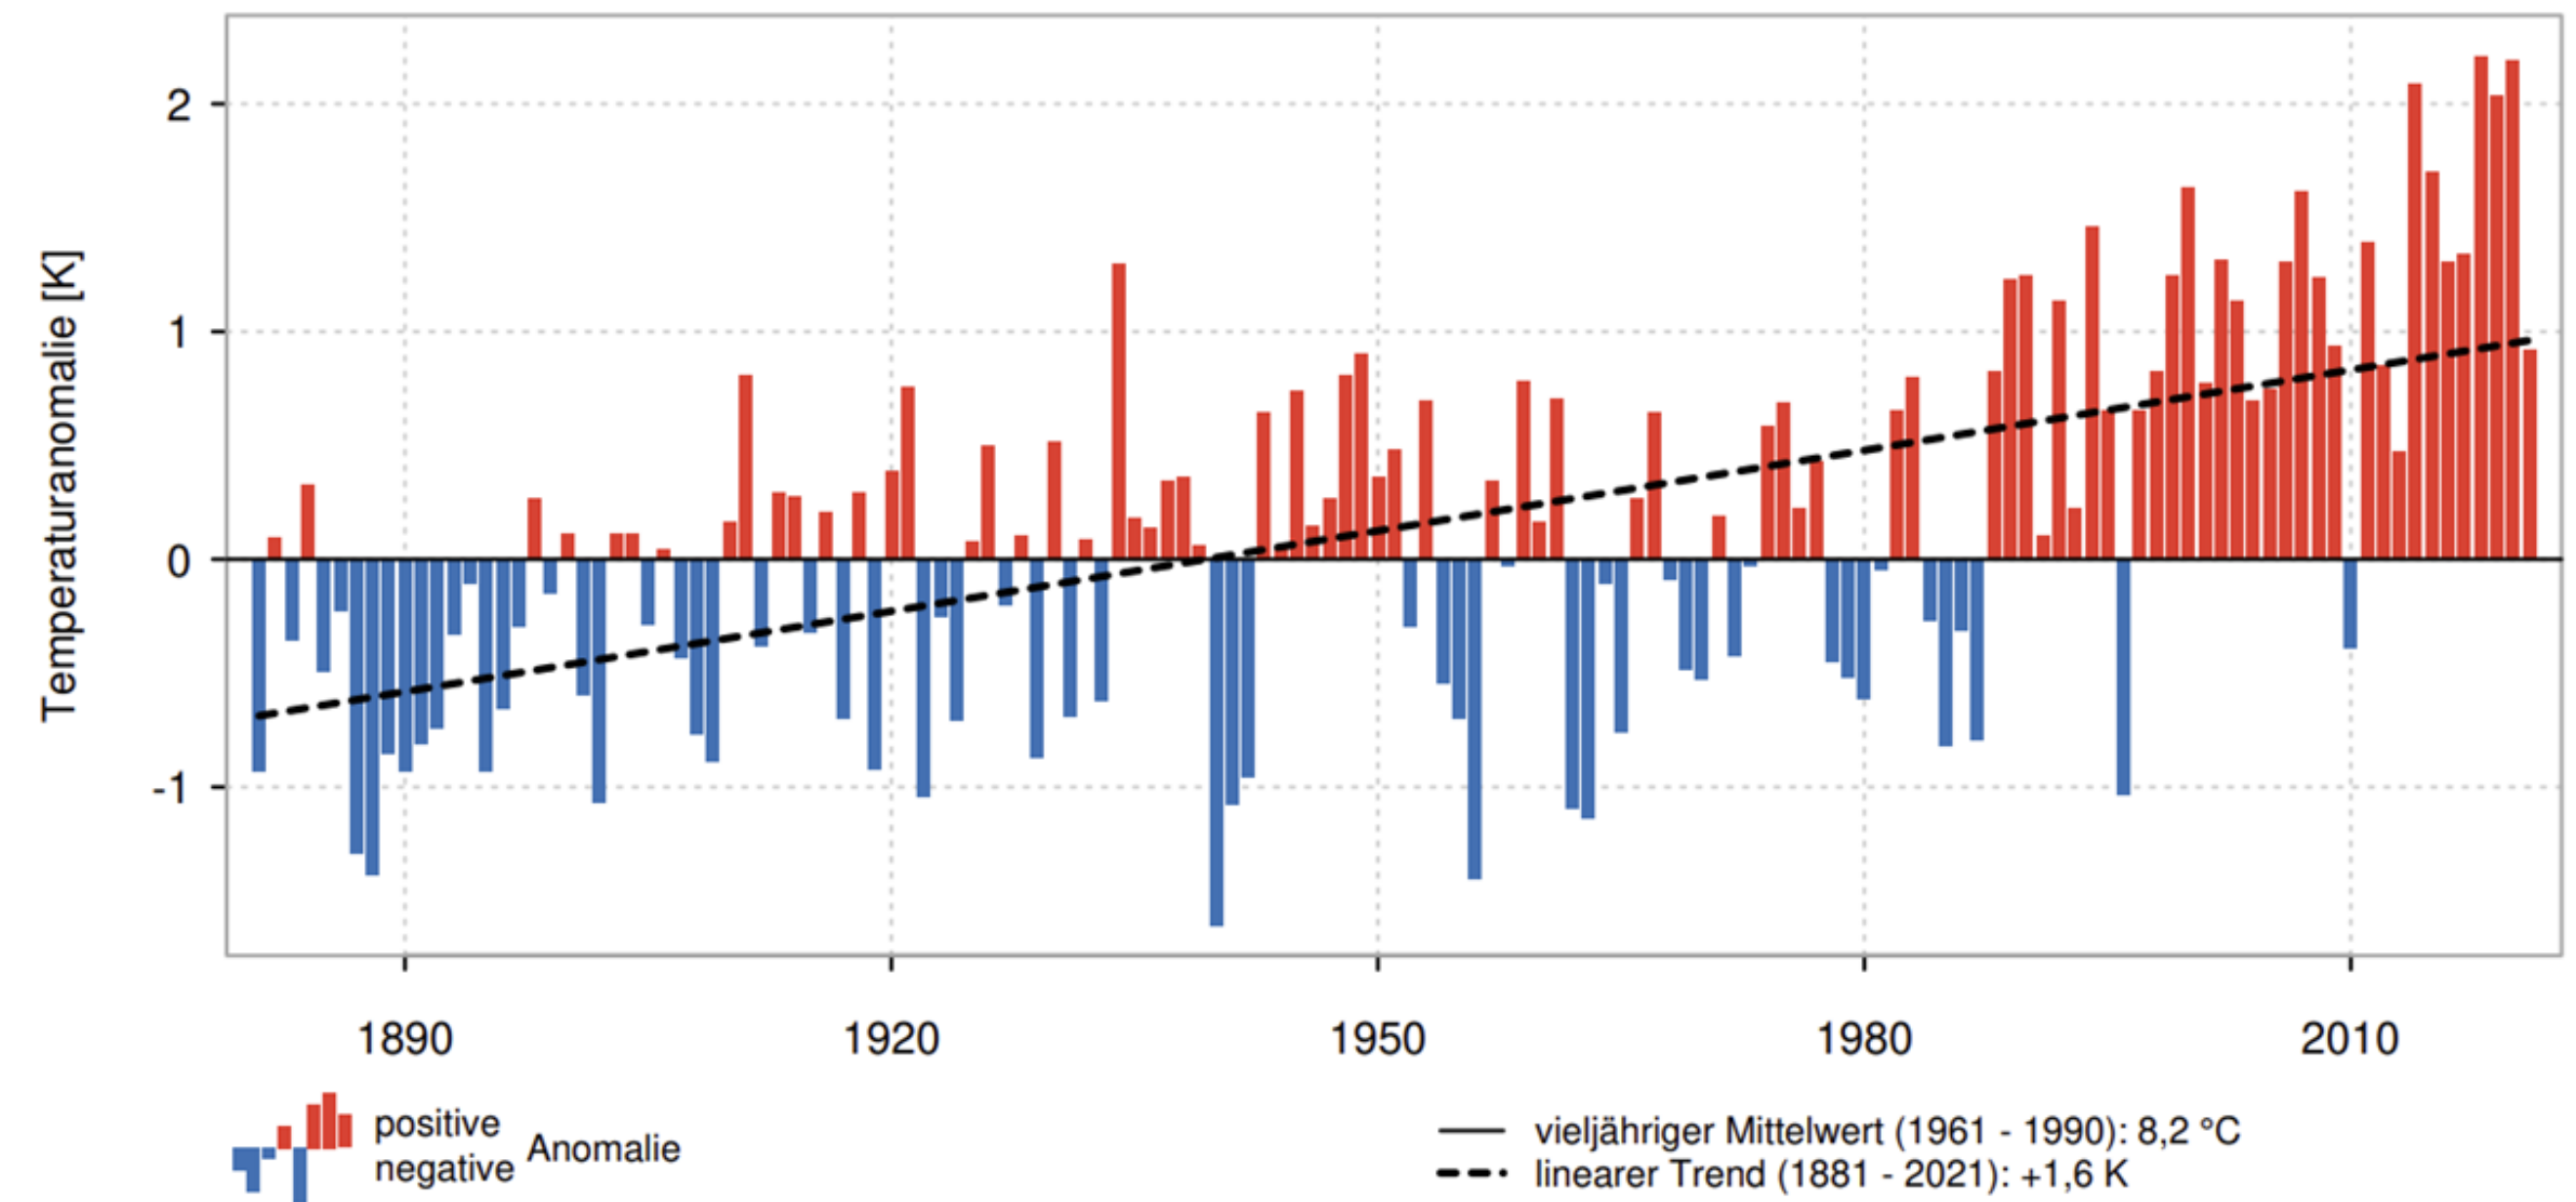 Temperaturanomalie [K]
2
1
0
-1
1890 1920 1950 1980 2010
positive
negative
Anomalie
vieljähriger Mittelwert (1961 - 1990): 8,2 °C
linearer Trend (1881 - 2021): +1,6 K